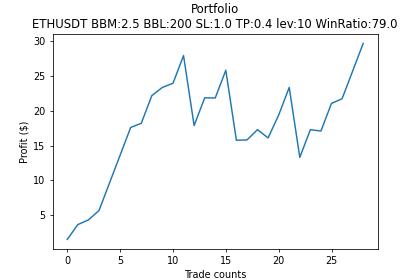 Portfolio
ETHUSDT BBM:2.5 BBL:200 SL:1.0 TP:0.4 lev:10 WinRatio:79.0
30
25
20
15
10
5
Profit ($)
0 5 10 15 20 25
Trade counts